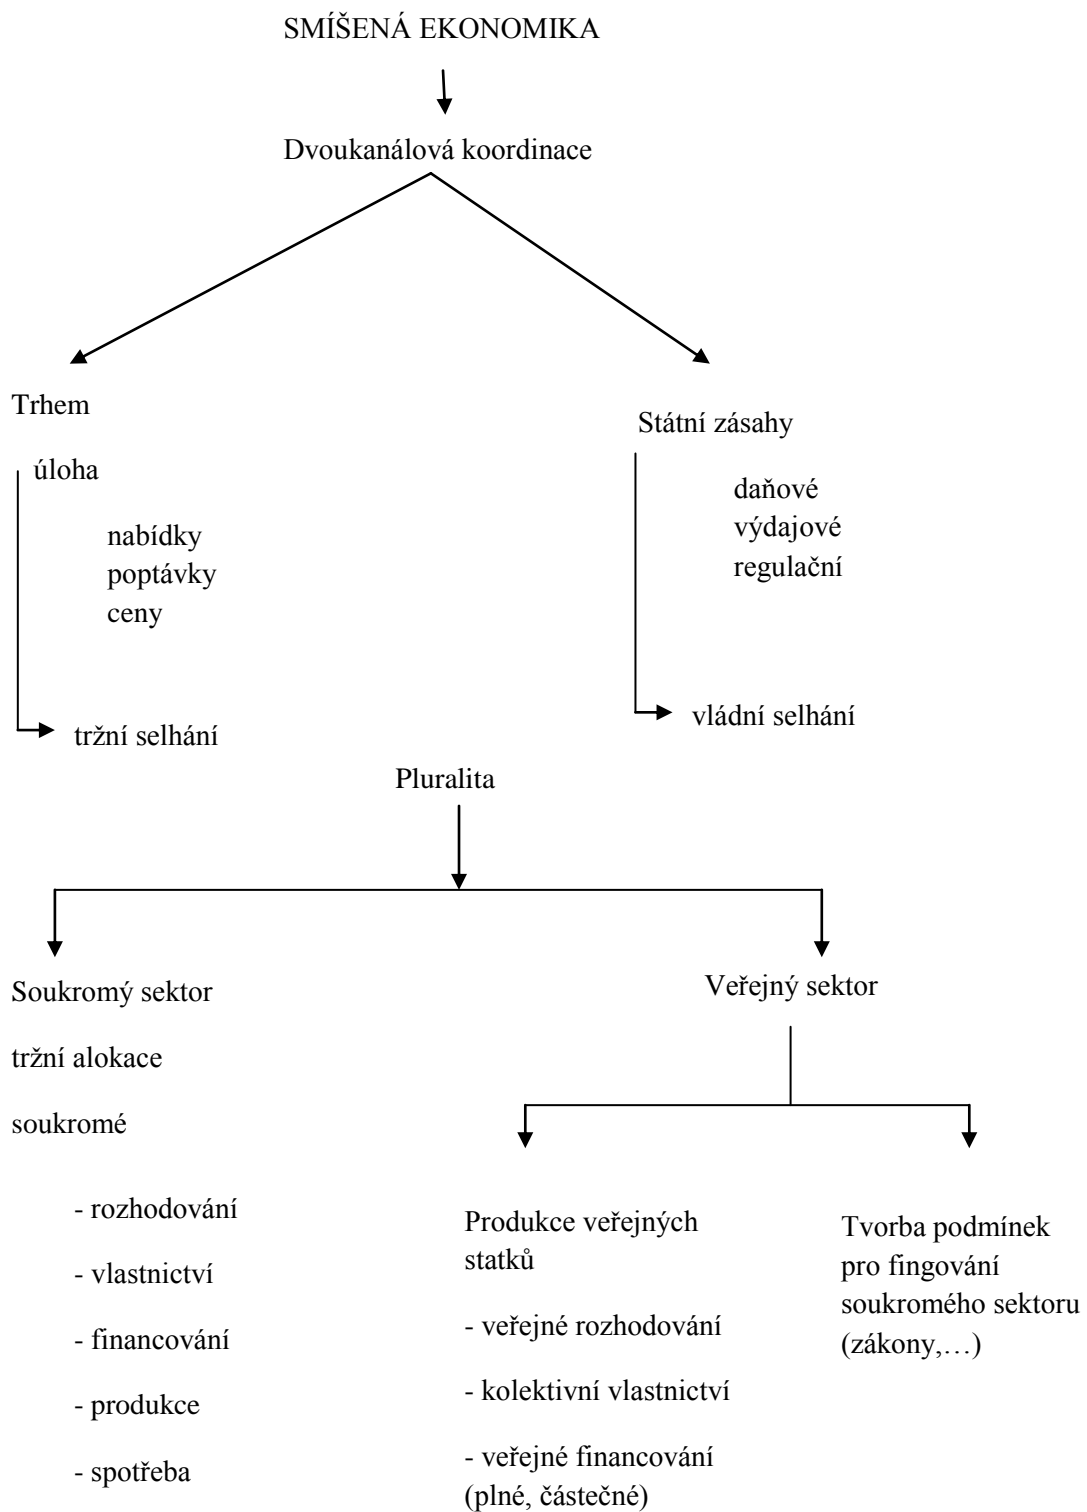 SMÍŠENÁ EKONOMIKA
Dvoukanálová koordinace
Trhem
úloha
nabídky
poptávky
ceny
tržní selhání
Státní zásahy
daňové
výdajové
regulační
vládní selhání
Pluralita
Soukromý sektor
tržní alokace
soukromé
- rozhodování
- vlastnictví
- financování
- produkce
- spotřeba
Veřejný sektor
Produkce veřejných
statků
- veřejné rozhodování
- kolektivní vlastnictví
- veřejné financování
(plné, částečné)
Tvorba podmínek
pro fingování
soukromého sektoru
(zákony,…)